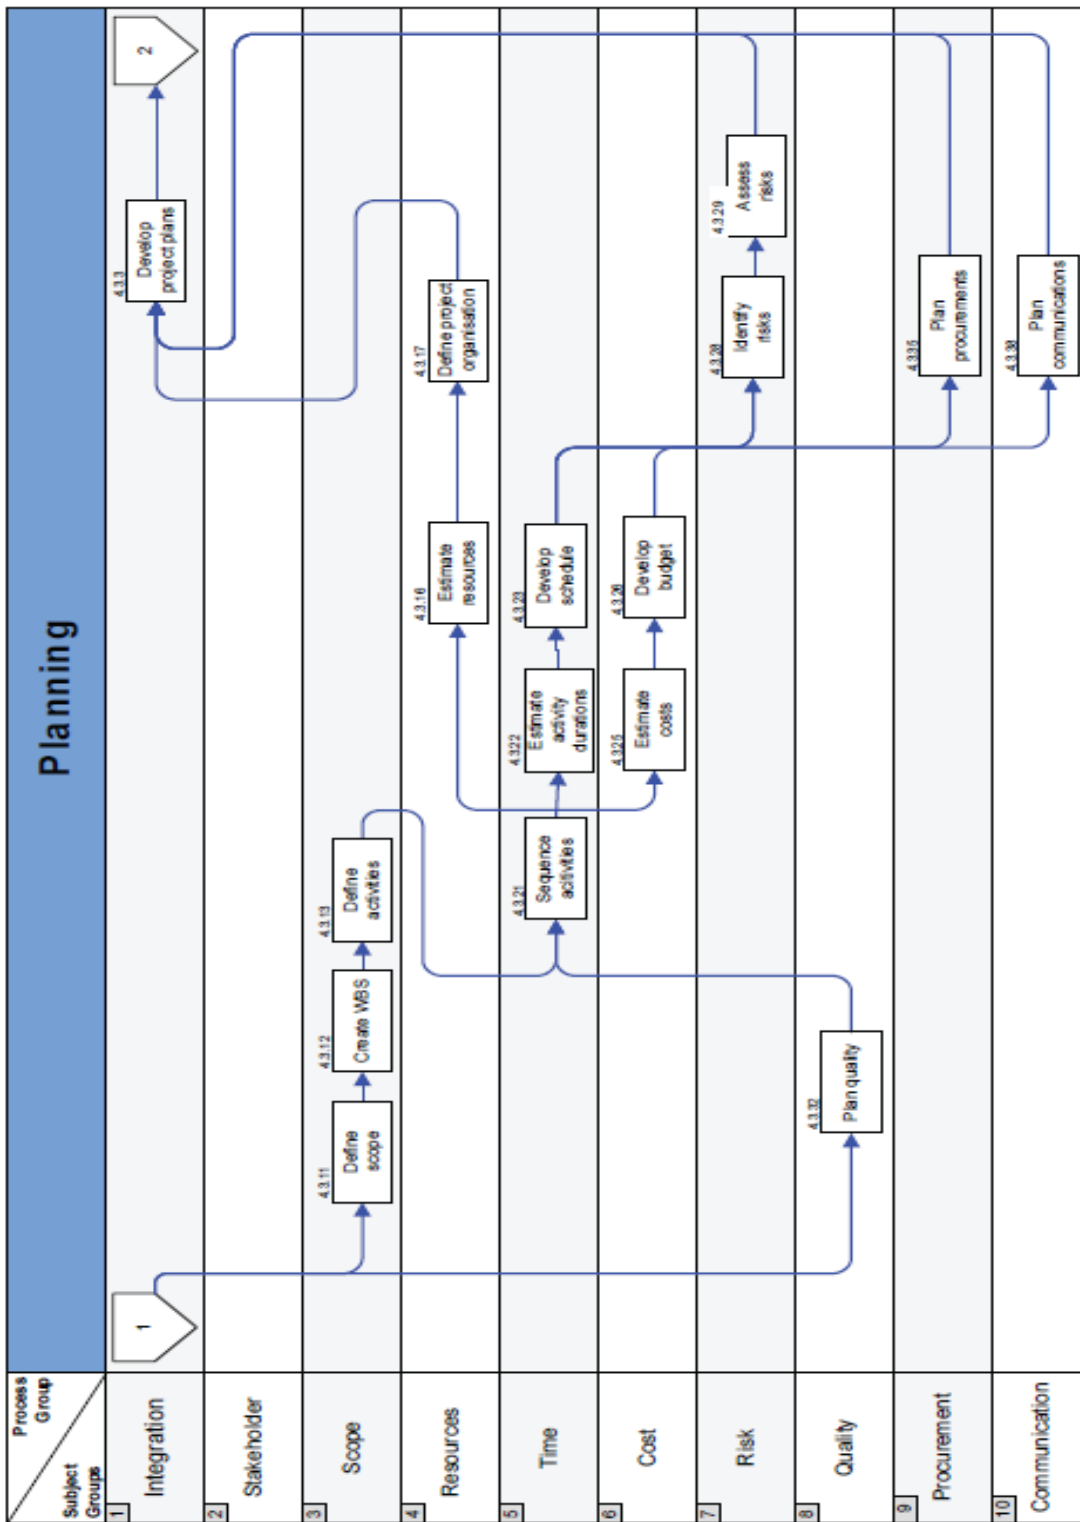 Planning
Process
Group
Subject
Groups
1
Integration
1
4.3.3
Develop
project plans
2
2
Stakeholder
3
Scope
4.3.11
Define
scope
4.3.12
Create WBS
4.3.13
Define
activities
4
Resources
4.3.16
Estimate
resources
4.3.17
Define project
organisation
5
Time
4.3.21
Sequence
acitivities
4.3.22
Estimate
activity
durations
4.3.23
Develop
schedule
6
Cost
4.3.25
Estimate
costs
4.3.26
Develop
budget
7
Risk
4.3.28
Identify
risks
4.3.29
Assess
risks
8
Quality
4.3.32
Plan quality
9
Procurement
4.3.35
Plan
procurements
10
Communication
4.3.38
Plan
communications